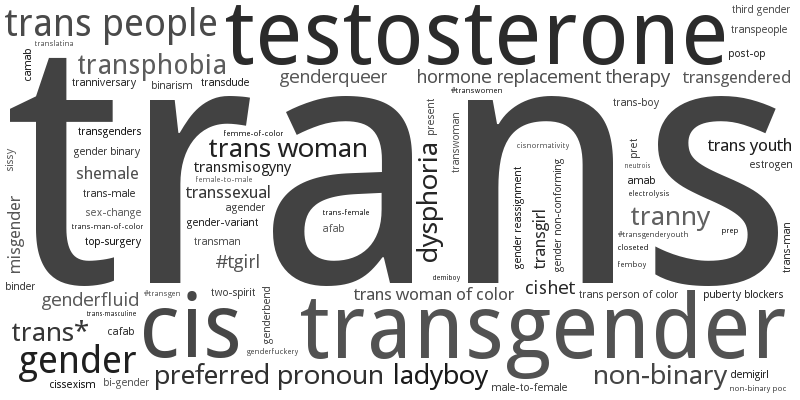 trans people
testosterone
third gender
translatina
transpeople
carnab
transphobia
post-op
tranniversary
binarism
transdude
genderqueer
hormone replacement therapy
transgendered
#transwomen
trans-boy
trans
transgenders
femme-of-color
present
transwoman
cisnormativity
pret
trans youth
sissy
gender binary
trans woman
neutrois
estrogen
shemale
transmisogyny
female-to-male
amab
trans-male
transsexual
electrolysis
dysphoria
gender reassignment
transgirl
gender non-conforming
sex-change
agender
trans-female
tranny
misgender
trans-man-of-color
gender-variant
afab
prep
#transgenderyouth
top-surgery
transman
closeted
trans-man
#tgirl
femboy
binder
demiboy
genderfluid
#transgen
two-spirit
genderbend
trans woman of color
cishet
trans person of color
puberty blockers
trans-masculine
cis
transgender
trans*
cafab
gender
genderfuckery
cissexism
bi-gender
preferred pronoun
ladyboy
male-to-female
non-binary
demigirl
non-binary poc